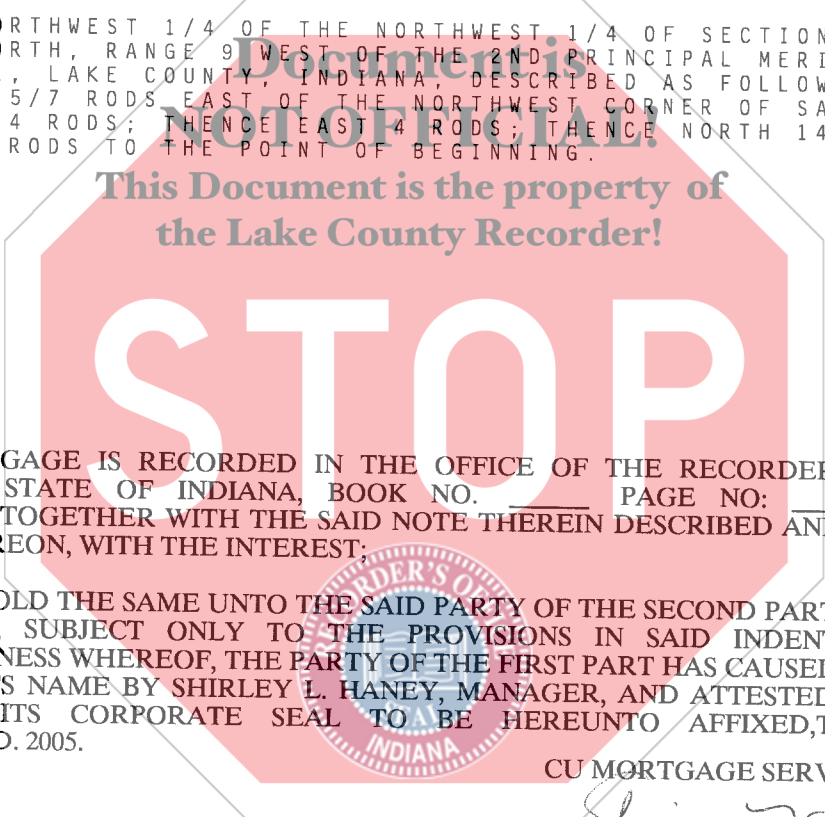 RTHWEST 1/4 OF THE NORTHWEST 1/4 OF SECTION
ORTH, RANGE 9 WEST OF THE 2ND PRINCIPAL MERI
, LAKE COUNTY, INDIANA, DESCRIBED AS FOLLOW
5/7 RODS EAST OF THE NORTHWEST CORNER OF SA
4 RODS; THENCE EAST 4 RODS; THENCE NORTH 14
RODS TO THE POINT OF BEGINNING.
Document is
NOT OFFICIAL!
This Document is the property of
the Lake County Recorder!
STOP
GAGE IS RECORDED IN THE OFFICE OF THE RECORDER
STATE OF INDIANA, BOOK NO. ______ PAGE NO: __
TOGETHER WITH THE SAID NOTE THEREIN DESCRIBED AN
REON, WITH THE INTEREST;
OLD THE SAME UNTO THE SAID PARTY OF THE SECOND PART
, SUBJECT ONLY TO THE PROVISIONS IN SAID INDENT
NESS WHEREOF, THE PARTY OF THE FIRST PART HAS CAUSED
S NAME BY SHIRLEY L. HANEY, MANAGER, AND ATTESTED
ITS CORPORATE SEAL TO BE HEREUNTO AFFIXED,T
D. 2005.
RECORDER'S OFFICE
SEAL
INDIANA
CU MORTGAGE SERV